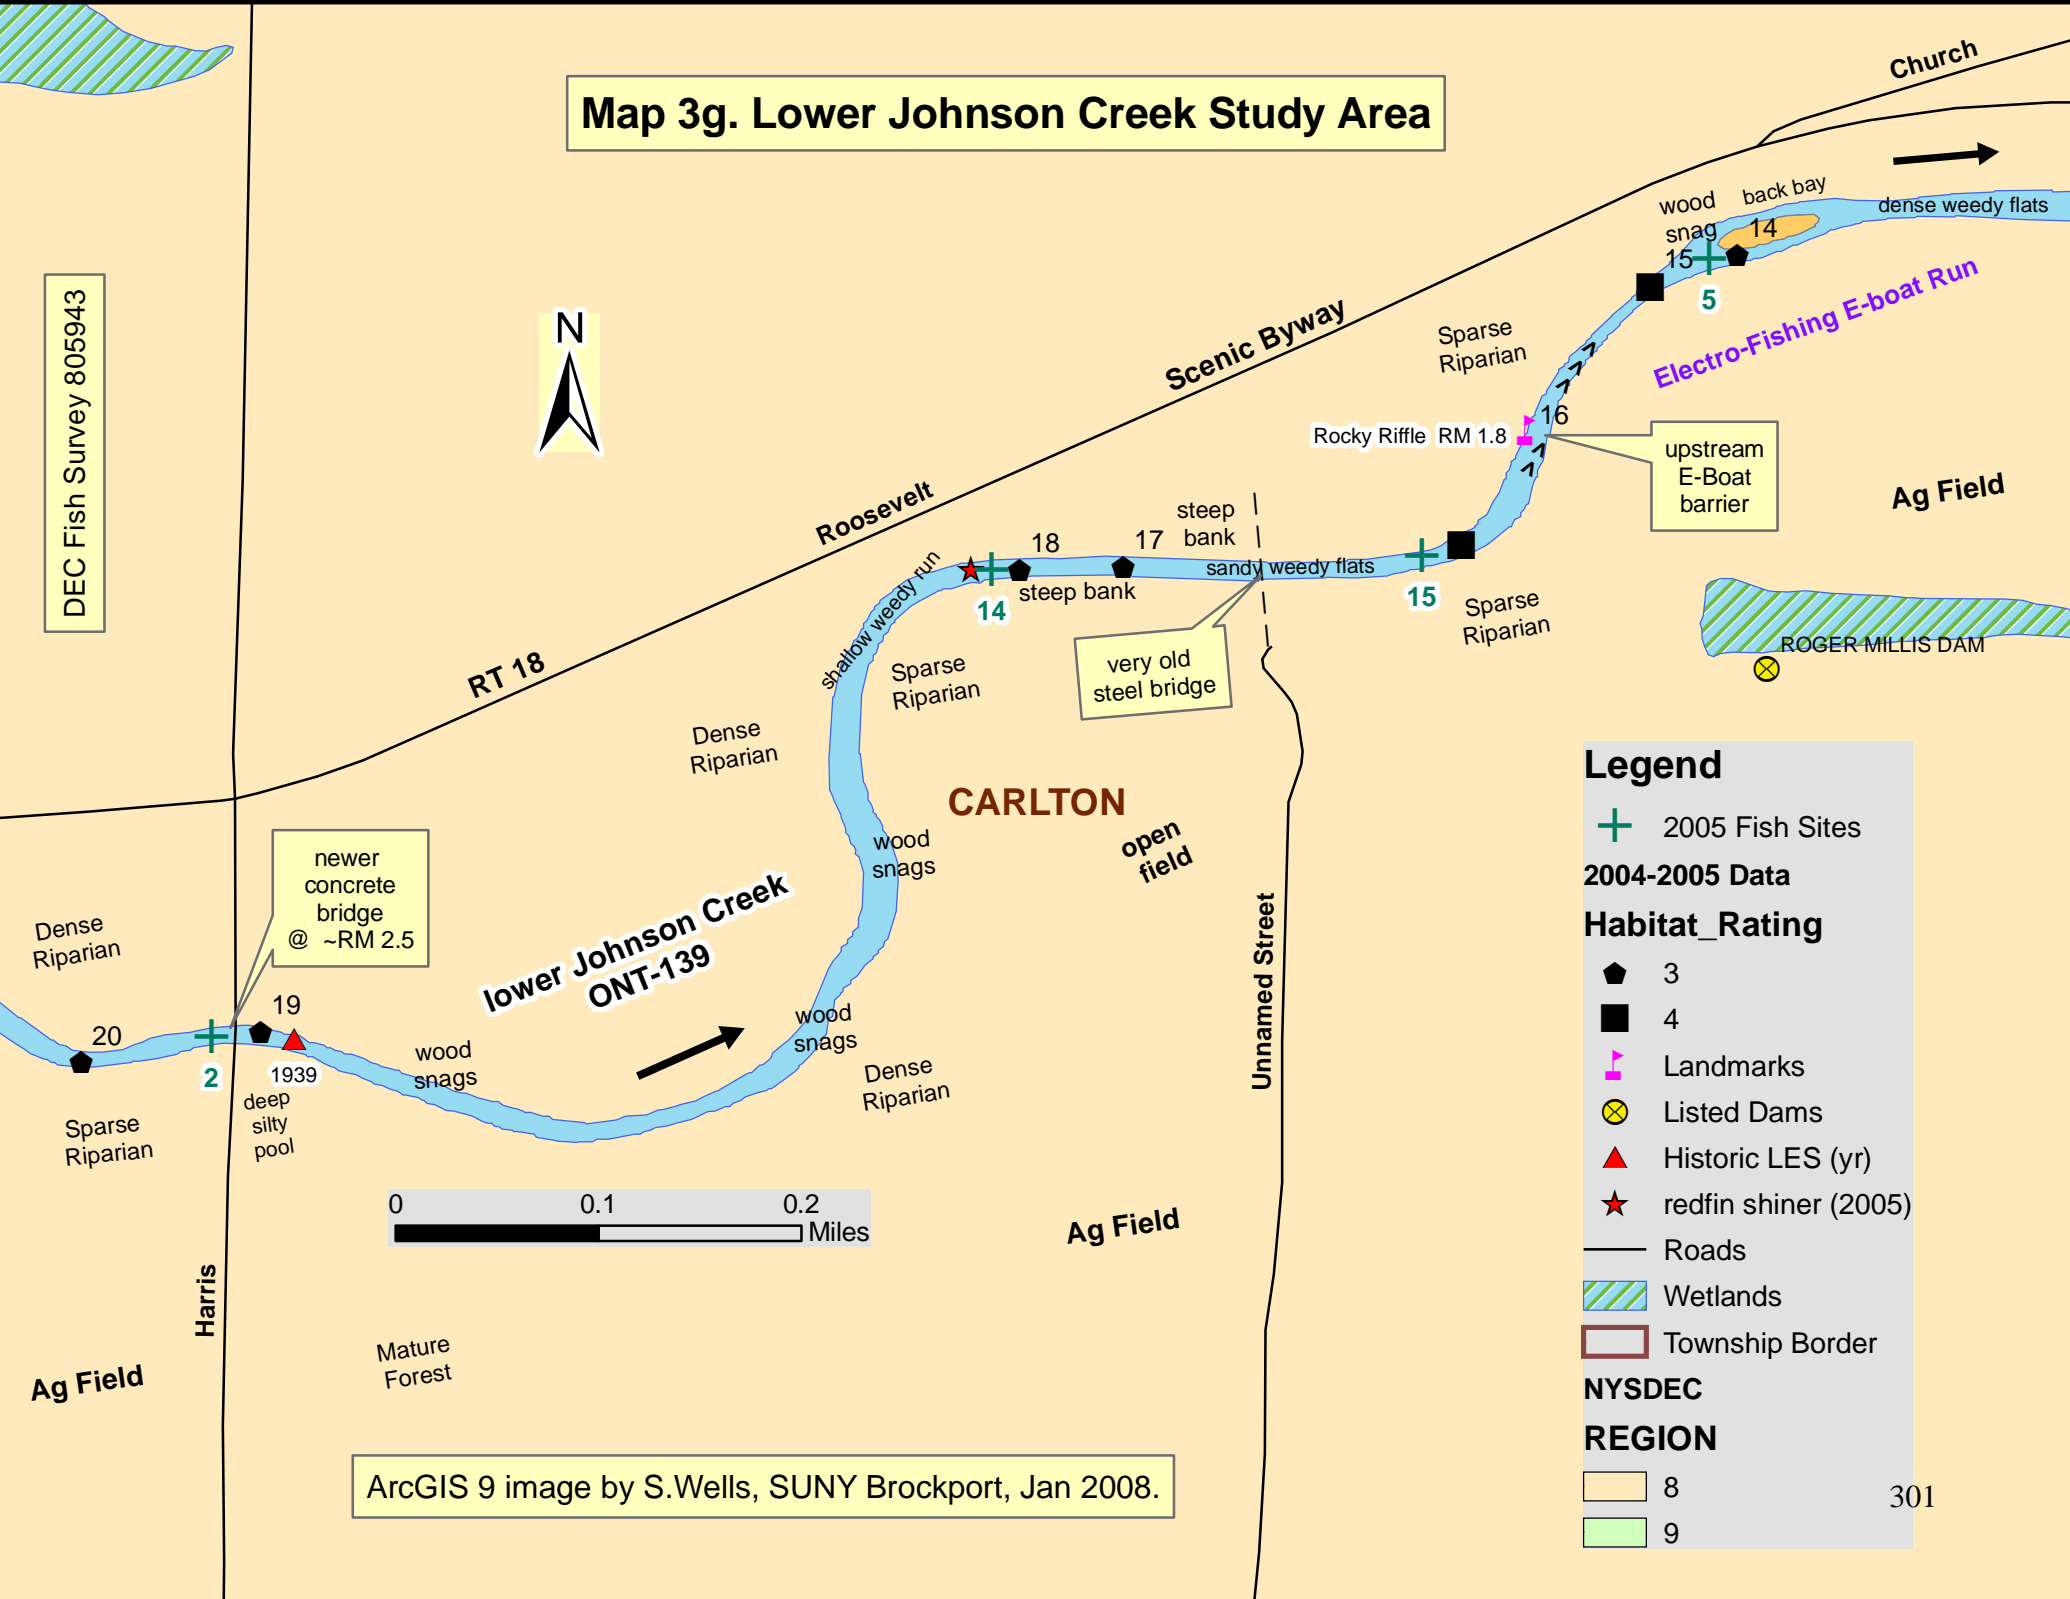 Church
Map 3g. Lower Johnson Creek Study Area
wood
snag
back bay
dense weedy flats
14
15
5
DEC Fish Survey 805943
N
Scenic Byway
Electro-Fishing E-boat Run
Sparse
Riparian
16
Rocky Riffle RM 1.8
upstream
E-Boat
barrier
Ag Field
Roosevelt
steep
bank
18
17
shallow weedy run
sandy weedy flats
steep bank
14
15
Sparse
Riparian
ROGER MILLIS DAM
RT 18
Sparse
Riparian
very old
steel bridge
Dense
Riparian
CARLTON
open
field
wood
snags
newer
concrete
bridge
@ ~RM 2.5
lower Johnson Creek
ONT-139
Dense
Riparian
Unnamed Street
19
20
2
1939
deep
silty
pool
wood
snags
wood
snags
Dense
Riparian
Sparse
Riparian
0 0.1 0.2
Miles
Ag Field
Harris
Mature
Forest
Ag Field
ArcGIS 9 image by S.Wells, SUNY Brockport, Jan 2008.
Legend
2005 Fish Sites
2004-2005 Data
Habitat_Rating
3
4
Landmarks
Listed Dams
Historic LES (yr)
redfin shiner (2005)
Roads
Wetlands
Township Border
NYSDEC
REGION
8
9
301